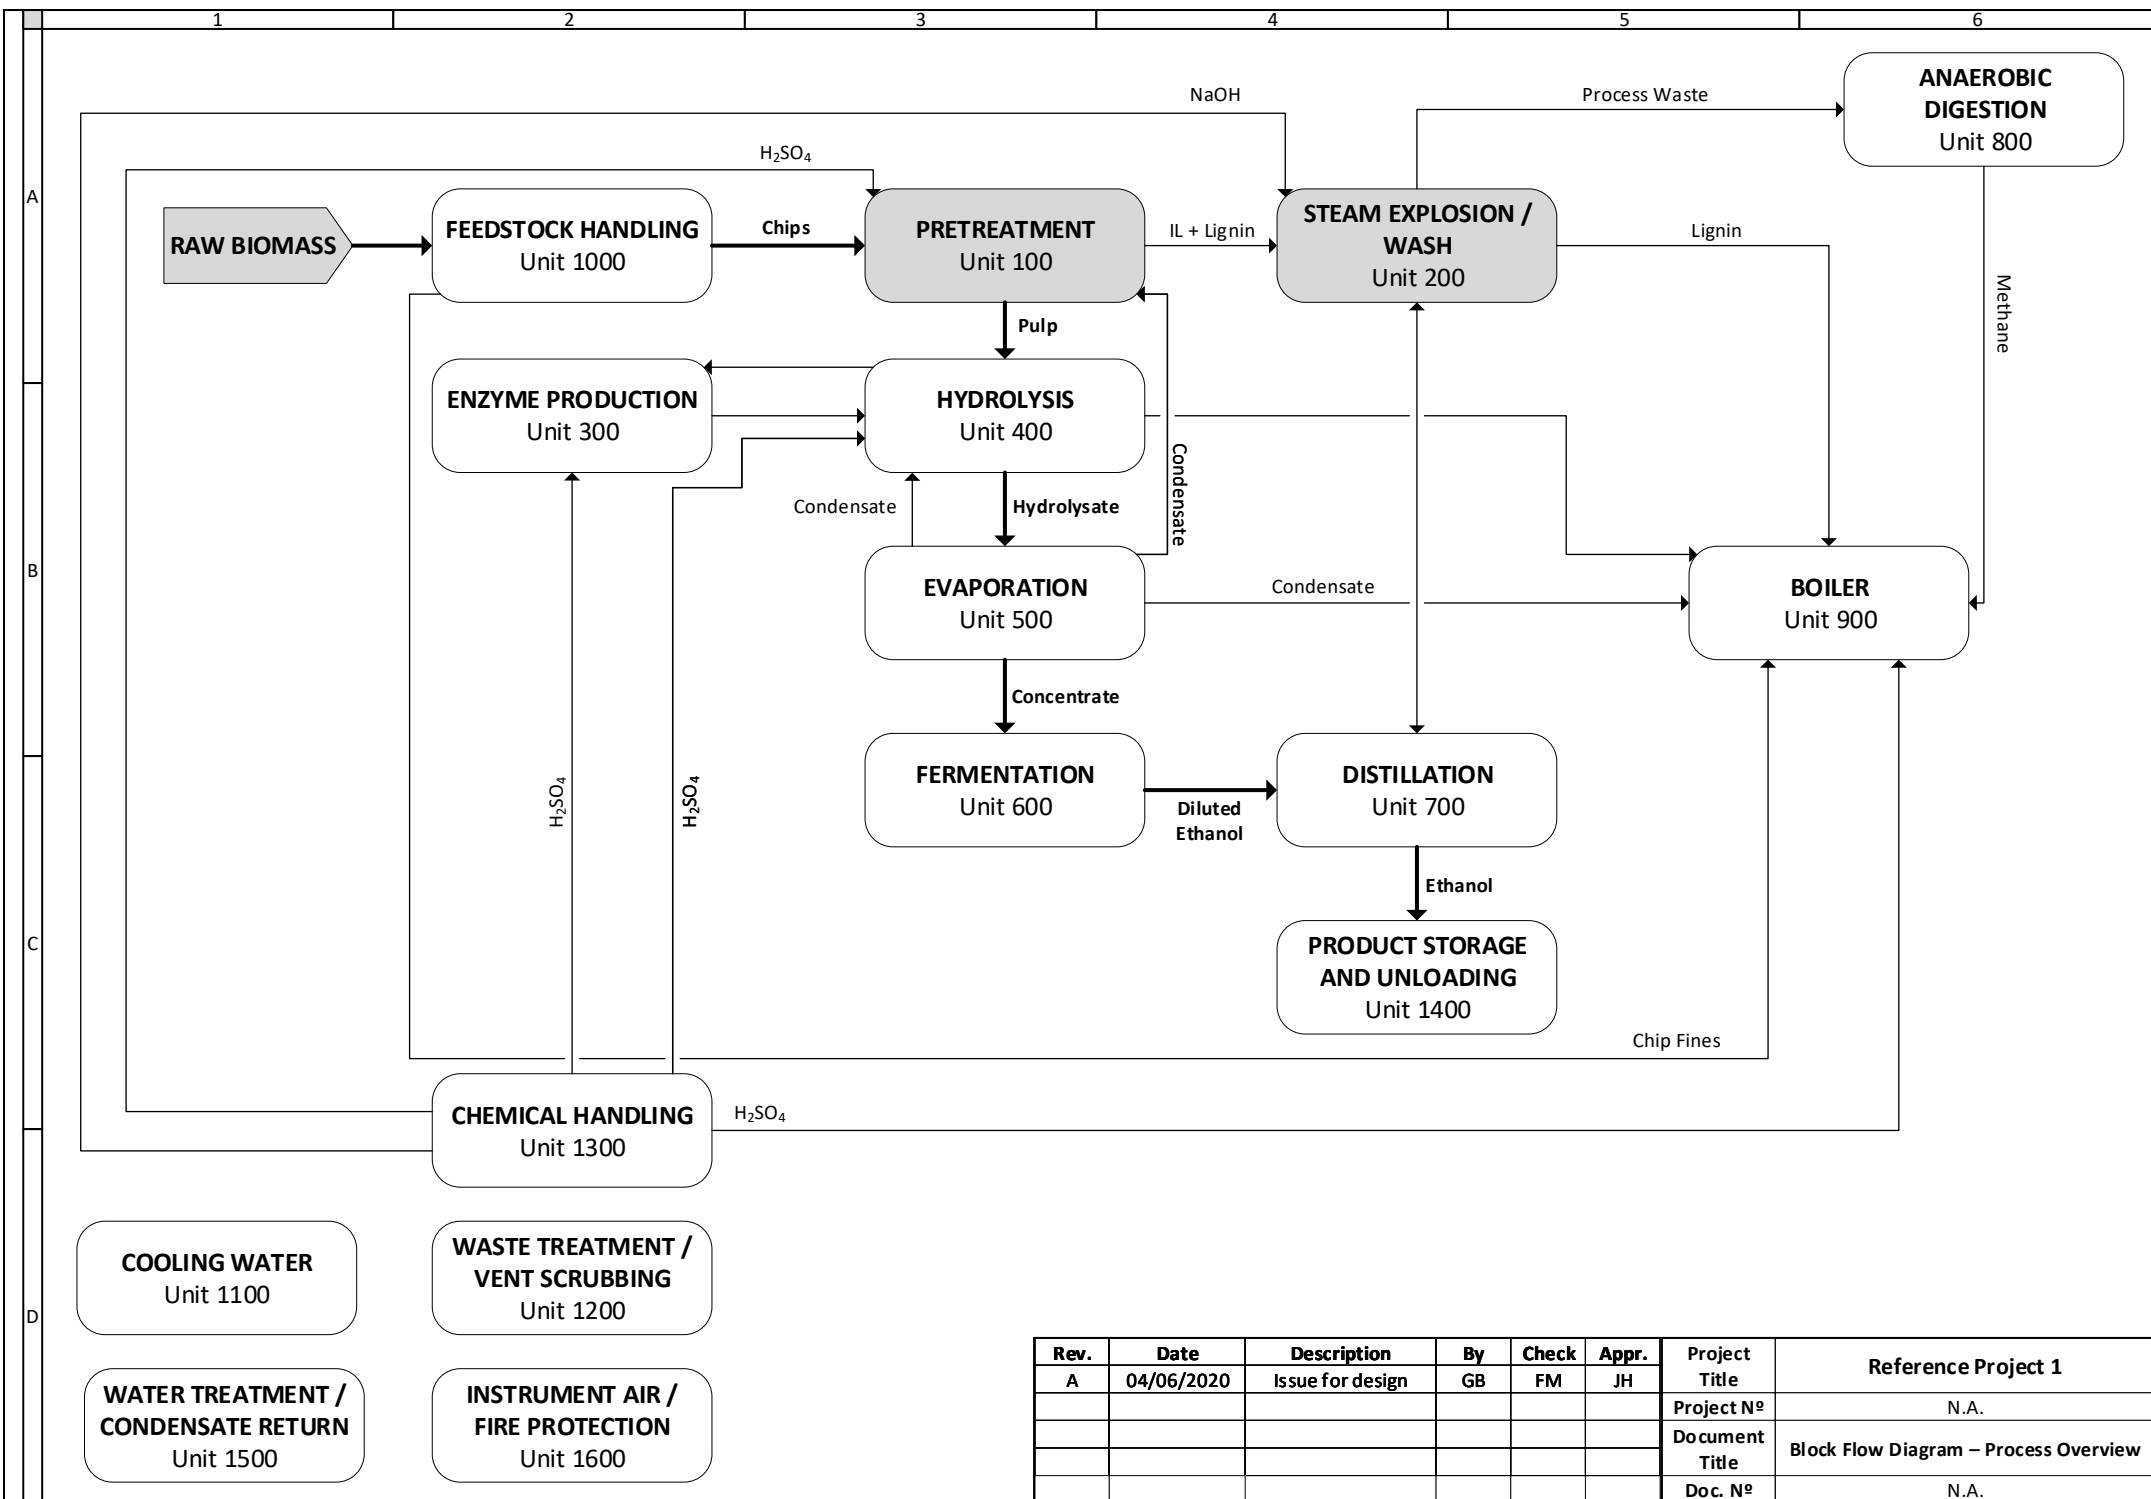 1 2 3 4 5 6
ANAEROBIC
DIGESTION
Unit 800
NaOH
Process Waste
H₂SO₄
A
RAW BIOMASS
FEEDSTOCK HANDLING
Unit 1000
Chips
PRETREATMENT
Unit 100
IL + Lignin
STEAM EXPLOSION /
WASH
Unit 200
Lignin
Methane
Pulp
ENZYME PRODUCTION
Unit 300
HYDROLYSIS
Unit 400
Condensate
Condensate
Hydrolysate
B
EVAPORATION
Unit 500
Condensate
BOILER
Unit 900
Concentrate
H₂SO₄
H₂SO₄
FERMENTATION
Unit 600
Diluted
Ethanol
DISTILLATION
Unit 700
Ethanol
C
PRODUCT STORAGE
AND UNLOADING
Unit 1400
Chip Fines
CHEMICAL HANDLING
Unit 1300
H₂SO₄
COOLING WATER
Unit 1100
WASTE TREATMENT /
VENT SCRUBBING
Unit 1200
D
WATER TREATMENT /
CONDENSATE RETURN
Unit 1500
INSTRUMENT AIR /
FIRE PROTECTION
Unit 1600
Rev. Date Description By Check Appr.
A 04/06/2020 Issue for design GB FM JH
Project
Title
Reference Project 1
Project Nº N.A.
Document
Title
Block Flow Diagram – Process Overview
Doc. Nº N.A.